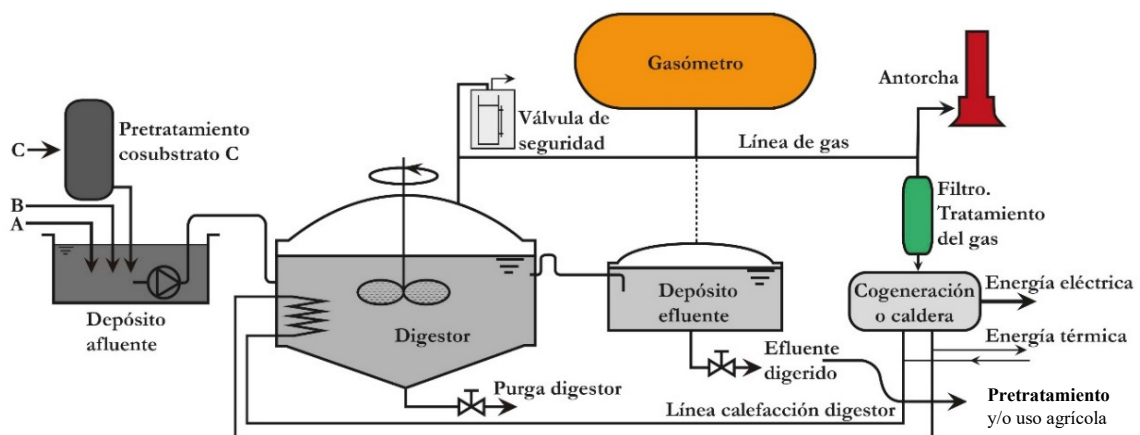 Gasómetro
Antorcha
Válvula de
seguridad
Línea de gas
Pretratamiento
cosubstrato C
C
B
A
Filtro.
Tratamiento
del gas
Depósito
afluente
Digestor
Depósito
efluente
Cogeneración
o caldera
Energía eléctrica
Energía térmica
Efluente
digerido
Purga digestor
Línea calefacción digestor
Pretratamiento
y/o uso agrícola